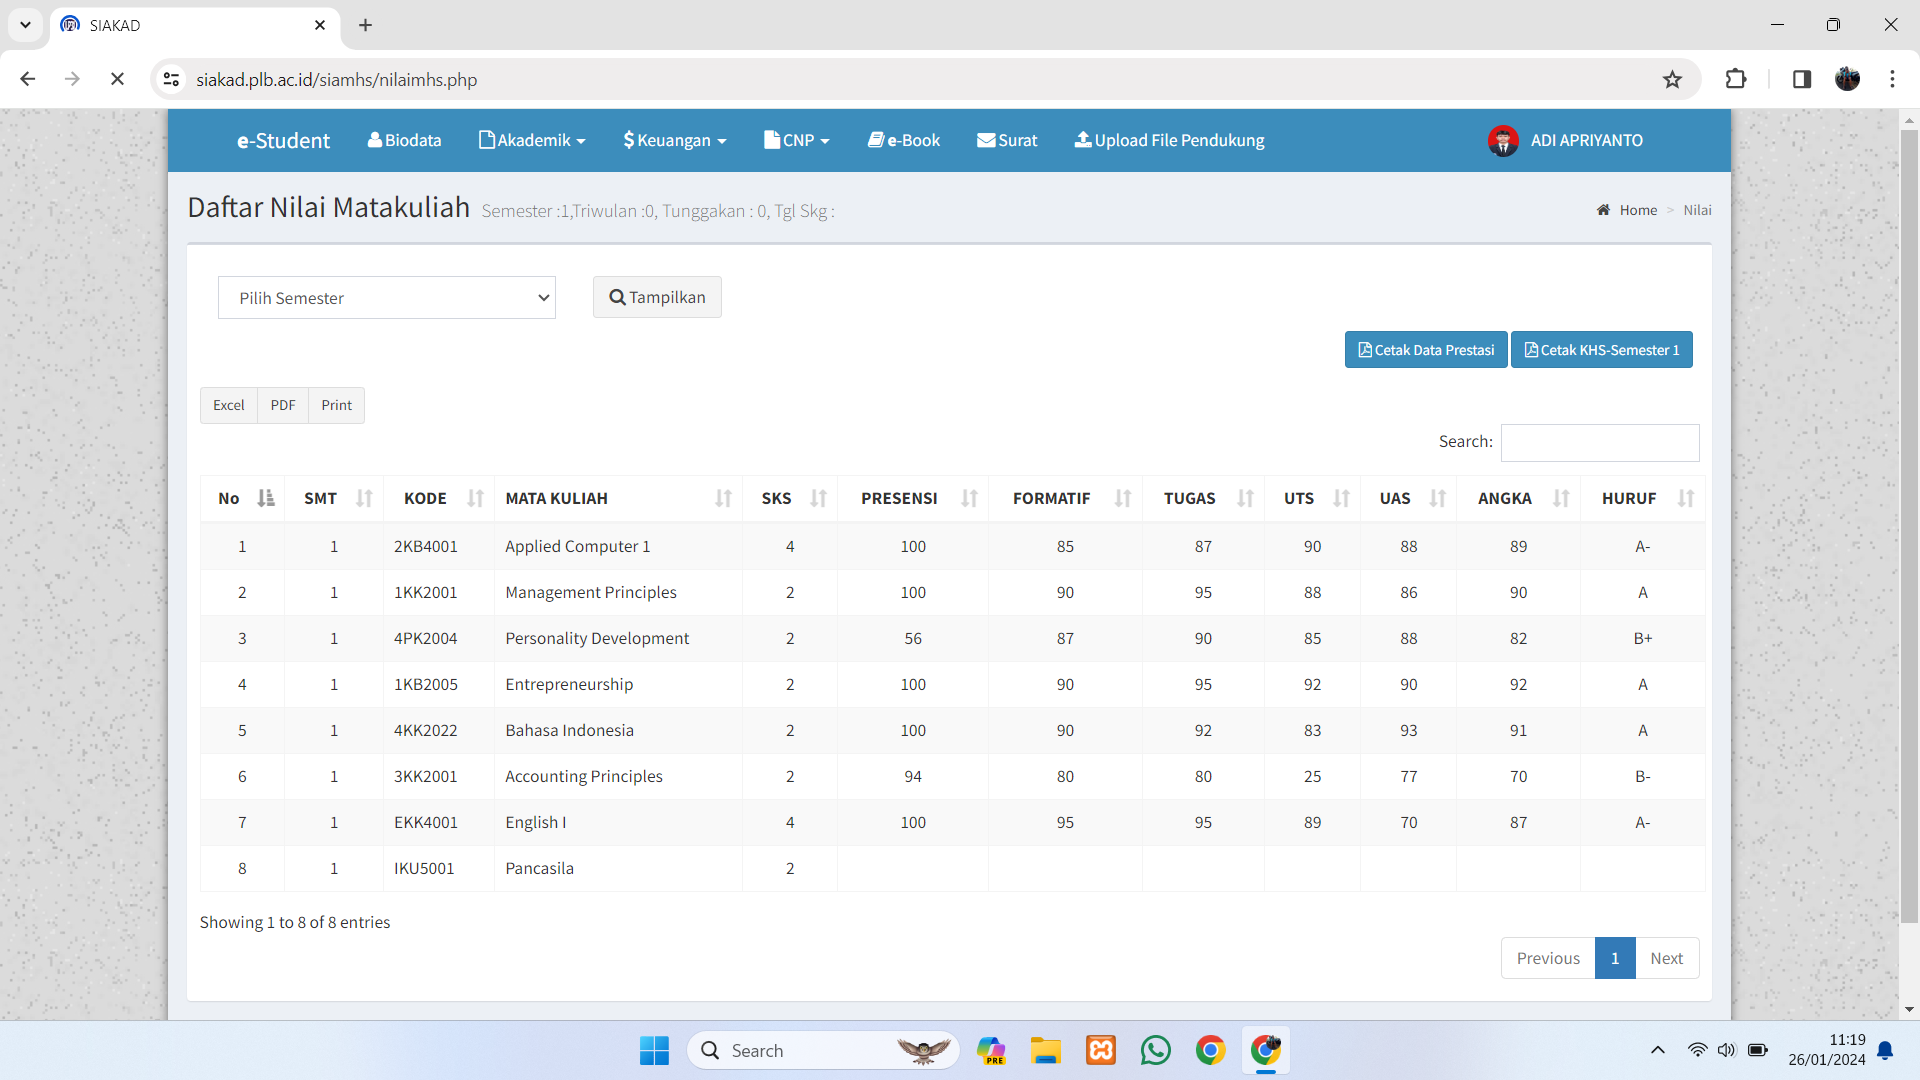 SIAKAD
siakad.plb.ac.id/siamhs/nilaimhs.php
e-Student Biodata Akademik Keuangan CNP e-Book Surat Upload File Pendukung ADI APRIYANTO
Daftar Nilai Matakuliah Semester :1,Triwulan :0, Tunggakan : 0, Tgl Skg :
Home > Nilai
Pilih Semester Tampilkan
Cetak Data Prestasi Cetak KHS-Semester 1
Excel PDF Print
Search:
No SMT KODE MATA KULIAH SKS PRESENSI FORMATIF TUGAS UTS UAS ANGKA HURUF
1 1 2KB4001 Applied Computer 1 4 100 85 87 90 88 89 A-
2 1 1KK2001 Management Principles 2 100 90 95 88 86 90 A
3 1 4PK2004 Personality Development 2 56 87 90 85 88 82 B+
4 1 1KB2005 Entrepreneurship 2 100 90 95 92 90 92 A
5 1 4KK2022 Bahasa Indonesia 2 100 90 92 83 93 91 A
6 1 3KK2001 Accounting Principles 2 94 80 80 25 77 70 B-
7 1 EKK4001 English I 4 100 95 95 89 70 87 A-
8 1 IKU5001 Pancasila 2
Showing 1 to 8 of 8 entries
Previous 1 Next
Search
PRE
11:19
26/01/2024